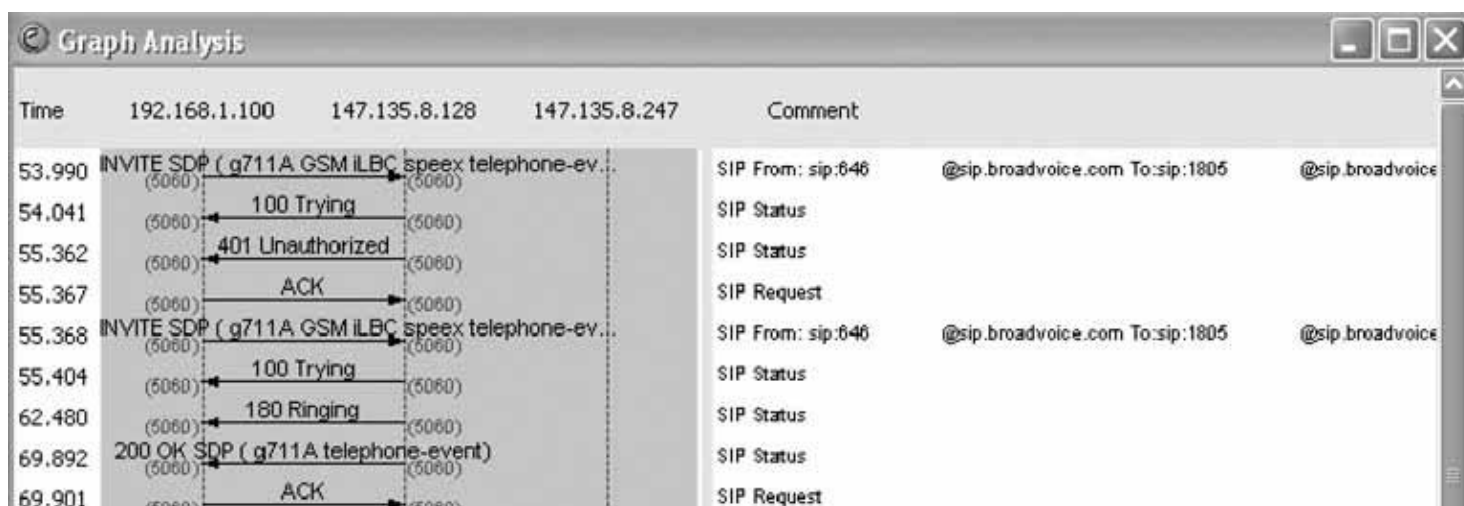 Graph Analysis
Time 192.168.1.100 147.135.8.128 147.135.8.247 Comment
53.990 INVITE SDP ( g711A GSM iLBC speex telephone-ev... SIP From: sip:646 @sip.broadvoice.com To:sip:1805 @sip.broadvoice
(5060) (5060)
54.041 100 Trying SIP Status
(5060) (5060)
55.362 401 Unauthorized SIP Status
(5060) (5060)
55.367 ACK SIP Request
(5060) (5060)
55.368 INVITE SDP ( g711A GSM iLBC speex telephone-ev... SIP From: sip:646 @sip.broadvoice.com To:sip:1805 @sip.broadvoice
(5060) (5060)
55.404 100 Trying SIP Status
(5060) (5060)
62.480 180 Ringing SIP Status
(5060) (5060)
69.892 200 OK SDP ( g711A telephone-event) SIP Status
(5060) (5060)
69.901 ACK SIP Request